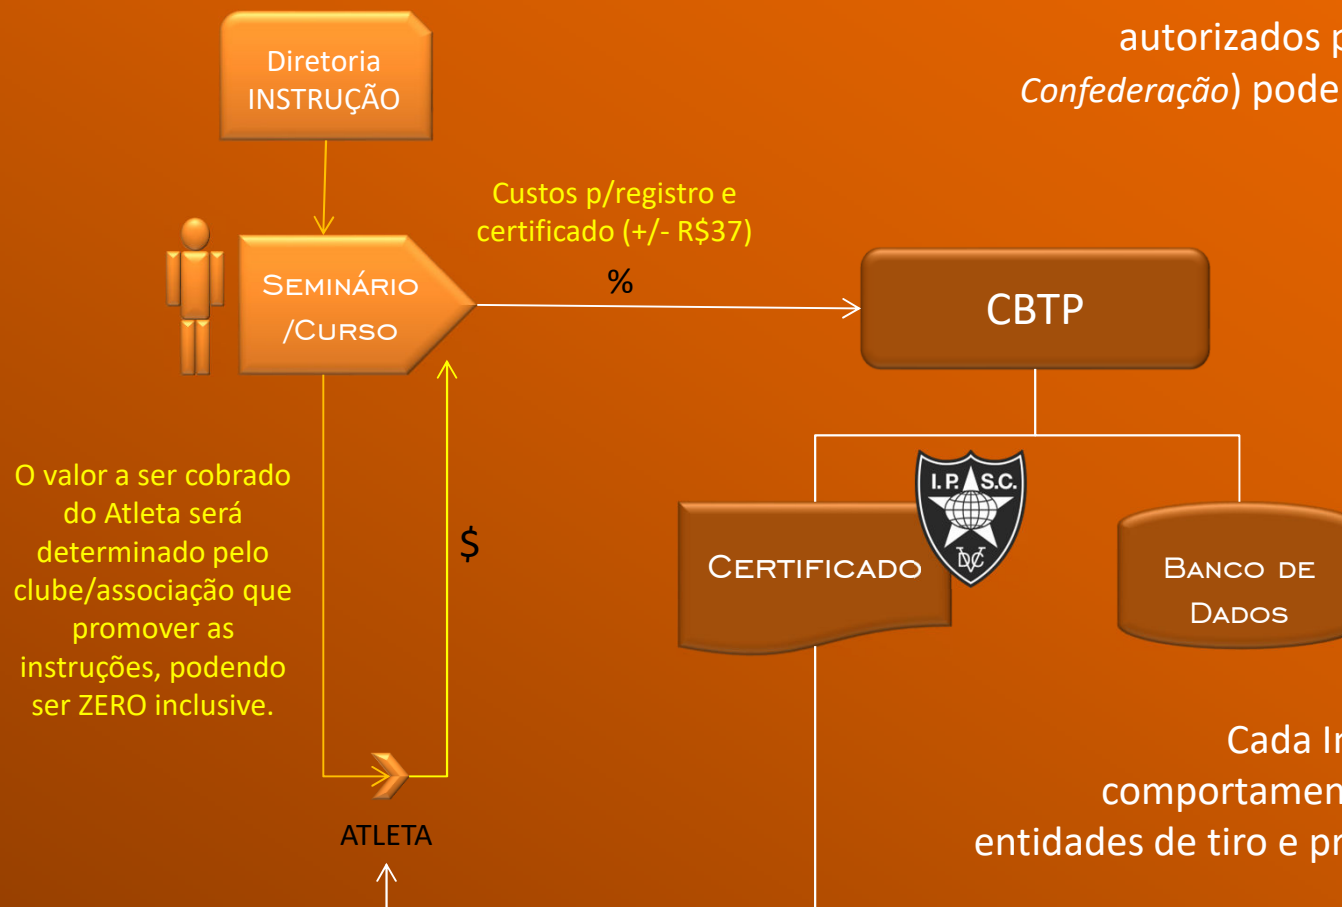 autorizados p
Confederação) pode
Diretoria
INSTRUÇÃO
Custos p/registro e
certificado (+/- R$37)
%
SEMINÁRIO
/CURSO
CBTP
O valor a ser cobrado
do Atleta será
determinado pelo
clube/associação que
promover as
instruções, podendo
ser ZERO inclusive.
$
I.P.S.C.
DVC
CERTIFICADO
BANCO DE
DADOS
Cada
comportamen
entidades de tiro e pr
ATLETA